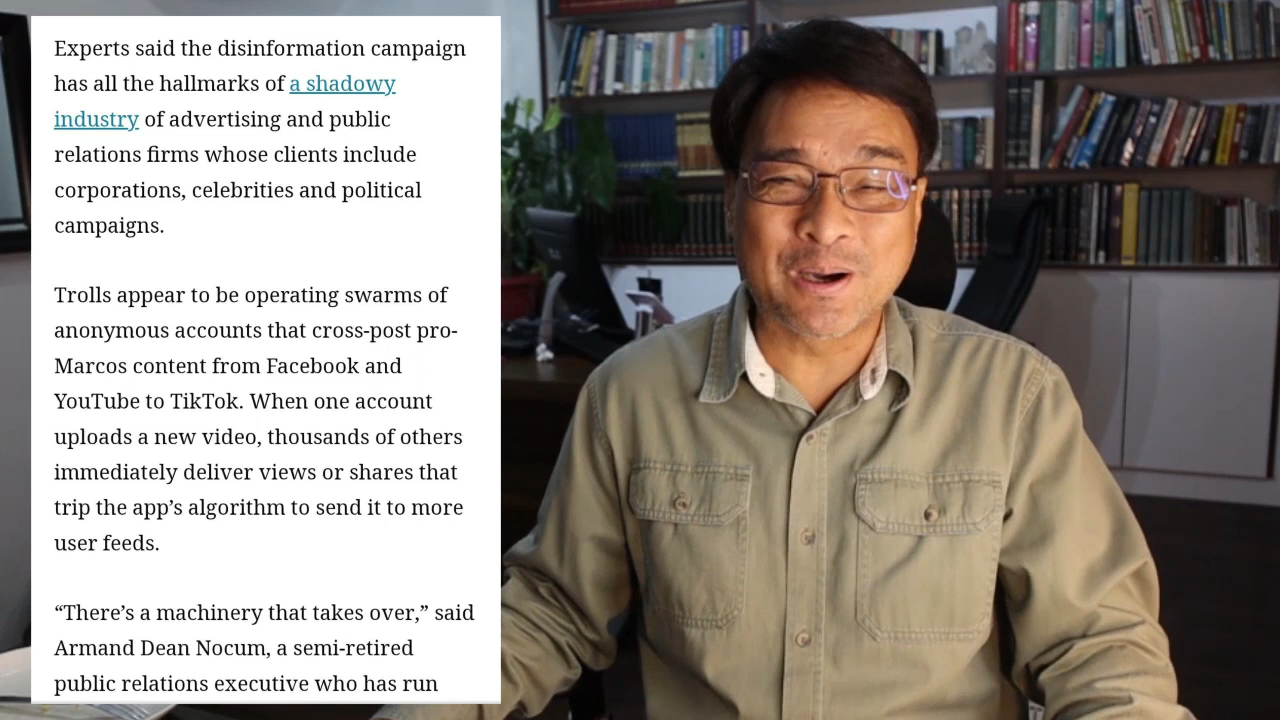 Experts said the disinformation campaign
has all the hallmarks of a shadowy
industry of advertising and public
relations firms whose clients include
corporations, celebrities and political
campaigns.
Trolls appear to be operating swarms of
anonymous accounts that cross-post pro-
Marcos content from Facebook and
YouTube to TikTok. When one account
uploads a new video, thousands of others
immediately deliver views or shares that
trip the app’s algorithm to send it to more
user feeds.
“There’s a machinery that takes over,” said
Armand Dean Nocum, a semi-retired
public relations executive who has run